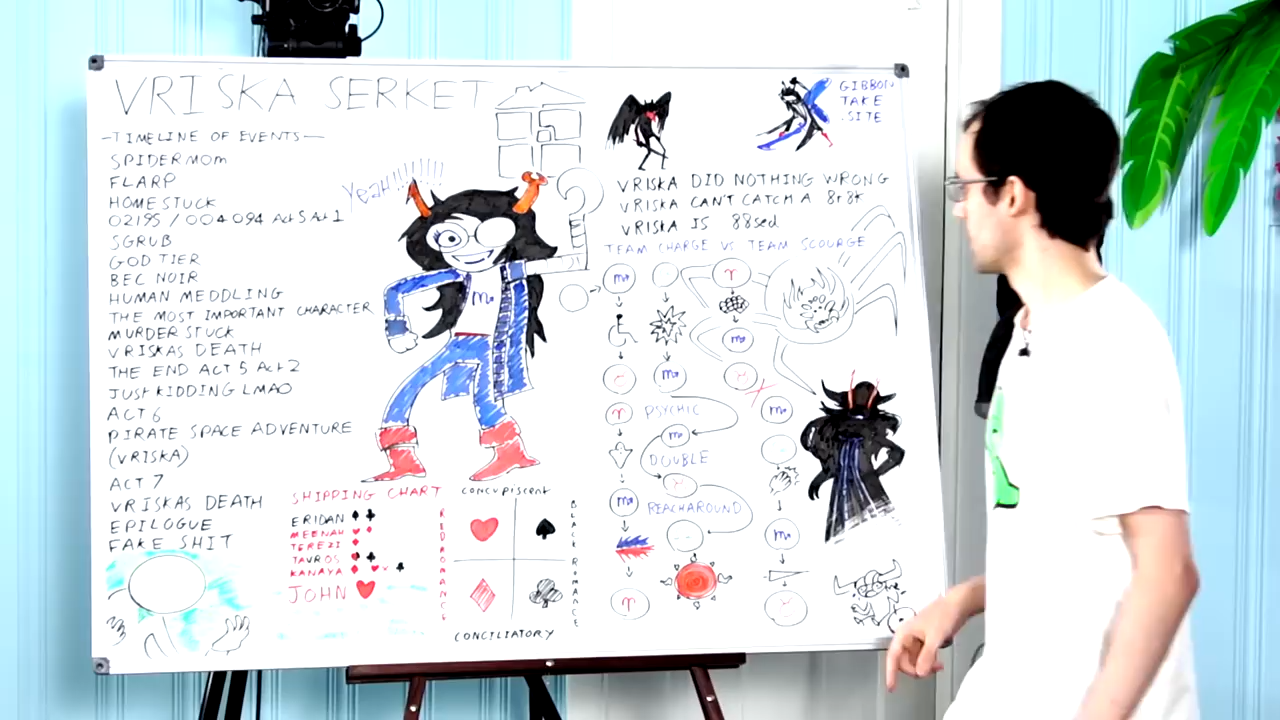 VRISKA SERKET
-TIMELINE OF EVENTS-
SPIDERMOM
FLARP
HOMESTUCK
02195 / 004094 Act 5 Act 1
SGRUB
GOD TIER
BEC NOIR
HUMAN MEDDLING
THE MOST IMPORTANT CHARACTER
MURDERSTUCK
VRISKAS DEATH
THE END ACT 5 Act 2
JUST KIDDING LMAO
ACT 6
PIRATE SPACE ADVENTURE
(VRISKA)
ACT 7
VRISKAS DEATH
EPILOGUE
FAKE SHIT
Yeah!!!!!!!!
SHIPPING CHART
ERIDAN ♠ ♣
MEENAH ♥ ♦
TEREZI ♦
TAVROS ♠ ♣
KANAYA ♦ ♥ ♠
JOHN ♥
CONCUPISCENT
RED ROMANCE
BLACK ROMANCE
CONCILIATORY
GIBBON
TAKE
.SITE
VRISKA DID NOTHING WRONG
VRISKA CAN'T CATCH A 8r8k
VRISKA IS 88sed
TEAM CHARGE VS TEAM SCOURGE
PSYCHIC
DOUBLE
REACHAROUND